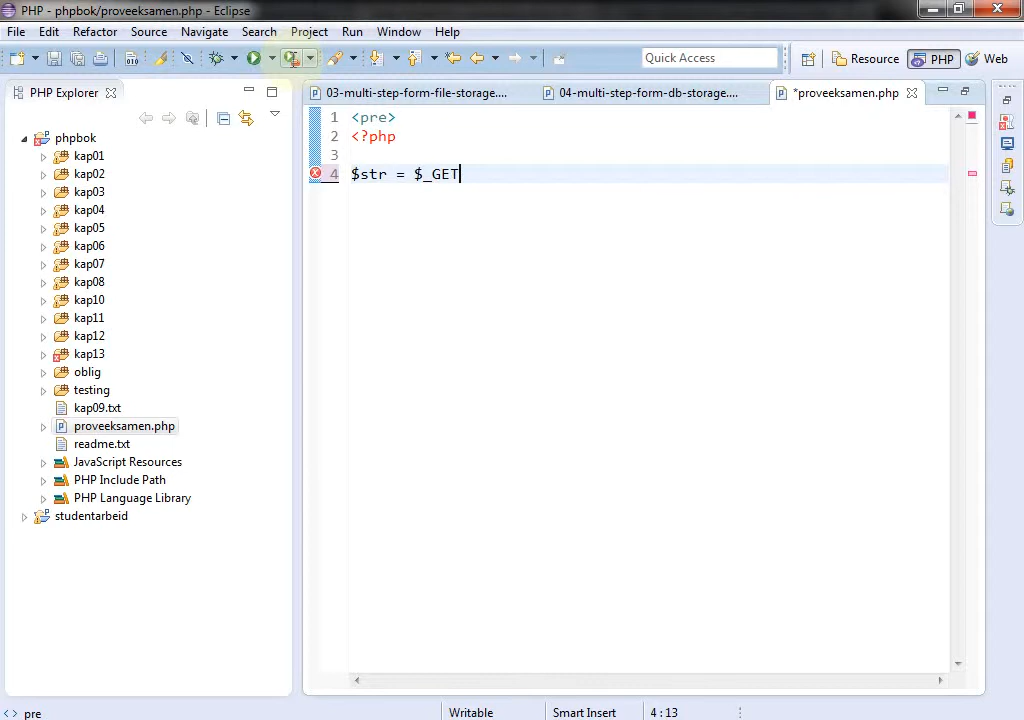 PHP - phpbok/proveeksamen.php - Eclipse
File Edit Refactor Source Navigate Search Project Run Window Help
Quick Access
Resource
PHP
Web
PHP Explorer
03-multi-step-form-file-storage....
04-multi-step-form-db-storage....
*proveeksamen.php
phpbok
kap01
kap02
kap03
kap04
kap05
kap06
kap07
kap08
kap09
kap10
kap11
kap12
kap13
oblig
testing
kap09.txt
proveeksamen.php
readme.txt
JavaScript Resources
PHP Include Path
PHP Language Library
studentarbeid
1 <pre>
2 <?php
3
4 $str = $_GET
pre
Writable
Smart Insert
4 : 13